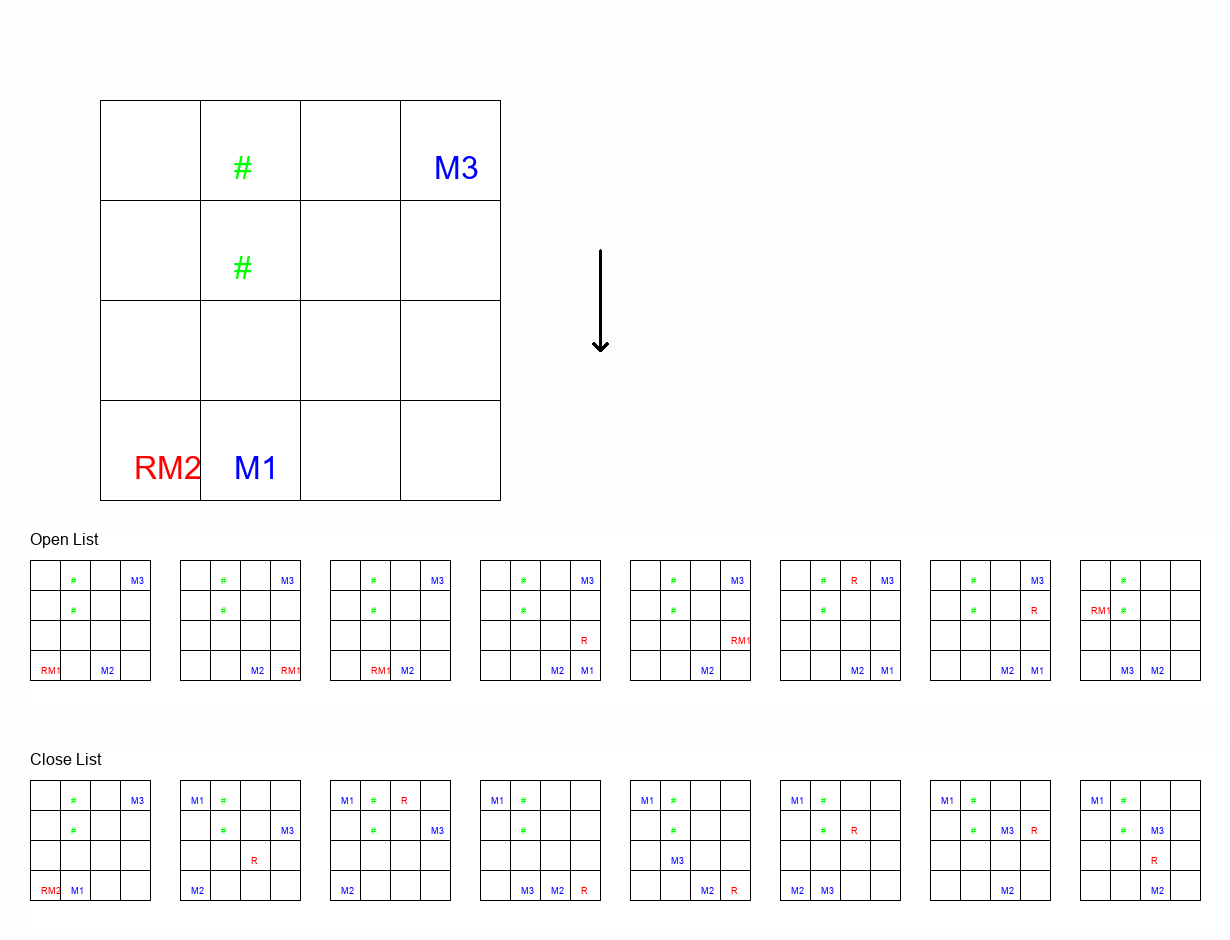 # M3
#
RM2 M1
Open List
# M3 # M3 # M3 # M3 # M3 # R M3 # M3 #
# # # # # # # R RM1 #
R RM1
RM1 M2 M2 RM1 RM1 M2 M2 M1 M2 M2 M1 M2 M1 M3 M2
Close List
# M3 M1 # M1 # R M1 # M1 # M1 # M1 # M1 #
# # M3 # M3 # # # R # M3 R # M3
R M3 R
RM2 M1 M2 M2 M3 M2 R M2 R M2 M3 M2 M2